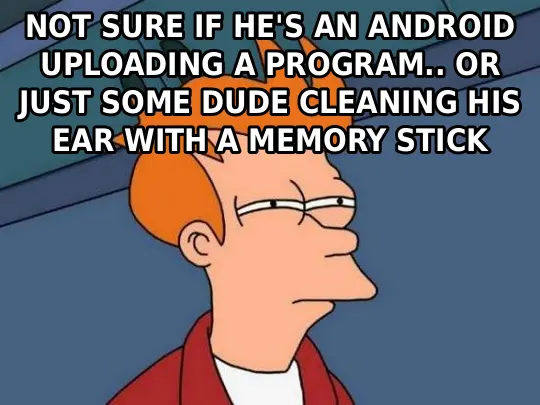 NOT SURE IF HE'S AN ANDROID
UPLOADING A PROGRAM.. OR
JUST SOME DUDE CLEANING HIS
EAR WITH A MEMORY STICK